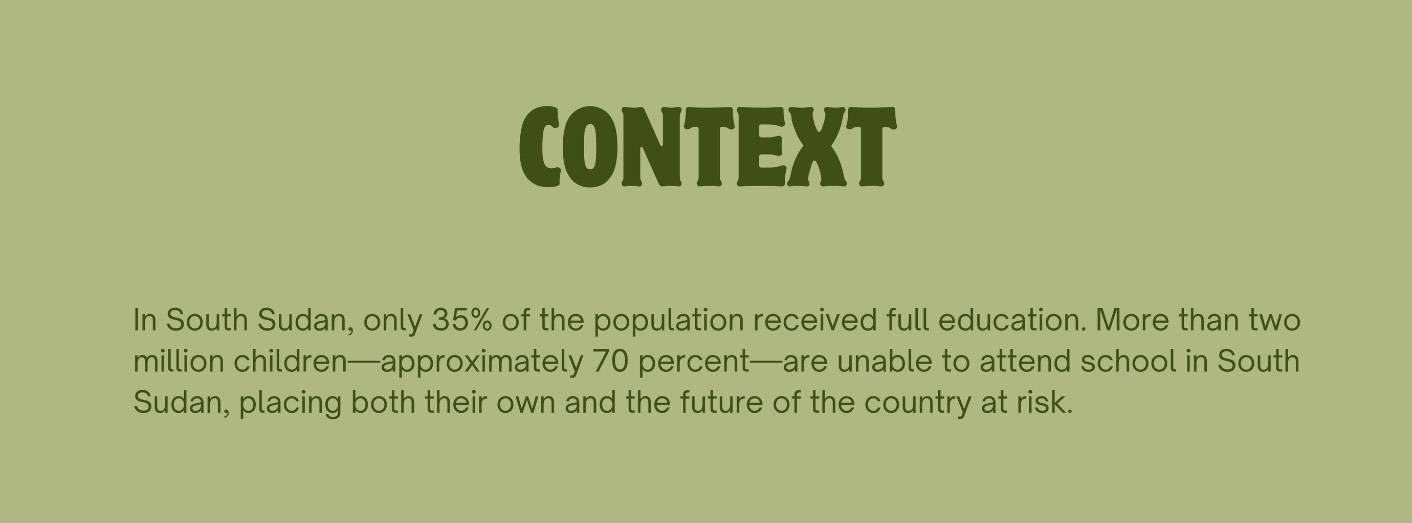 CONTEXT
In South Sudan, only 35% of the population received full education. More than two
million children—approximately 70 percent—are unable to attend school in South
Sudan, placing both their own and the future of the country at risk.